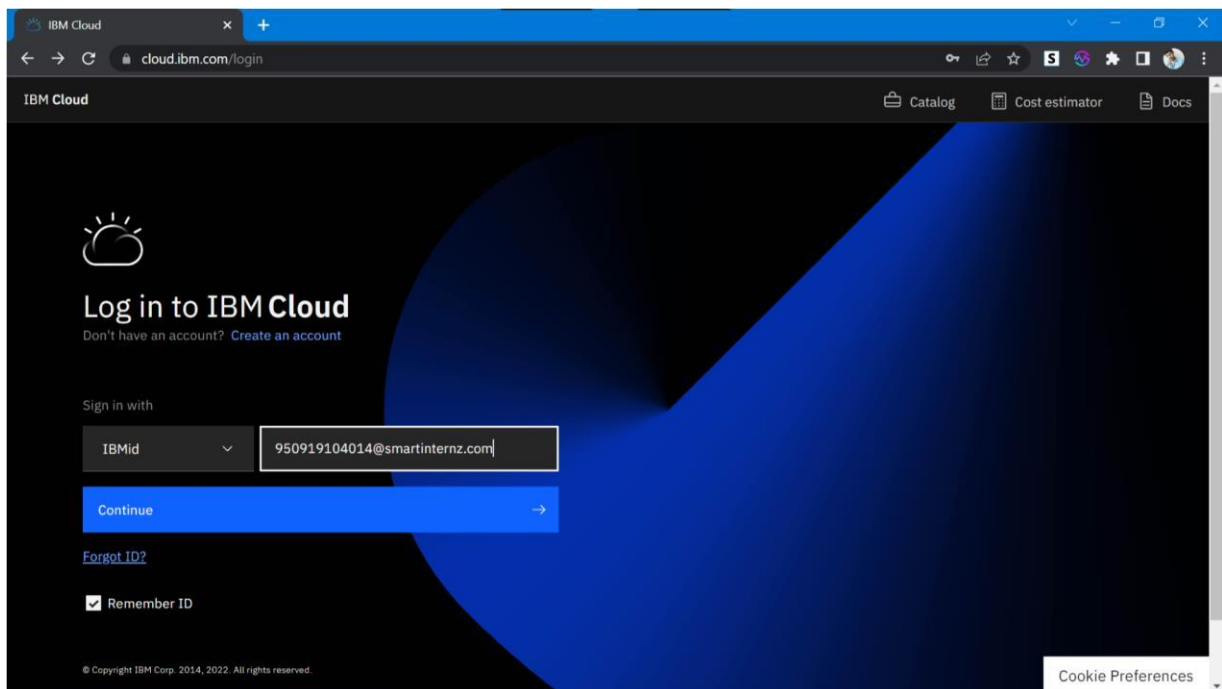 IBM Cloud
cloud.ibm.com/login
S
IBM Cloud
Catalog
Cost estimator
Docs
Log in to IBM Cloud
Don't have an account? Create an account
Sign in with
IBMid
950919104014@smartinternz.com
Continue
Forgot ID?
Remember ID
© Copyright IBM Corp. 2014, 2022. All rights reserved.
Cookie Preferences